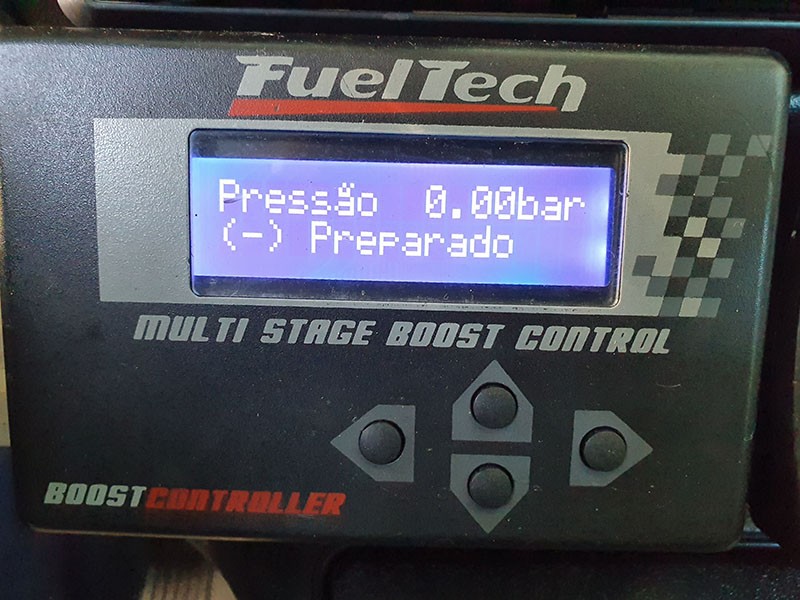 FuelTech
Pressão 0.00bar
(-) Preparado
MULTI STAGE BOOST CONTROL
BOOSTCONTROLLER